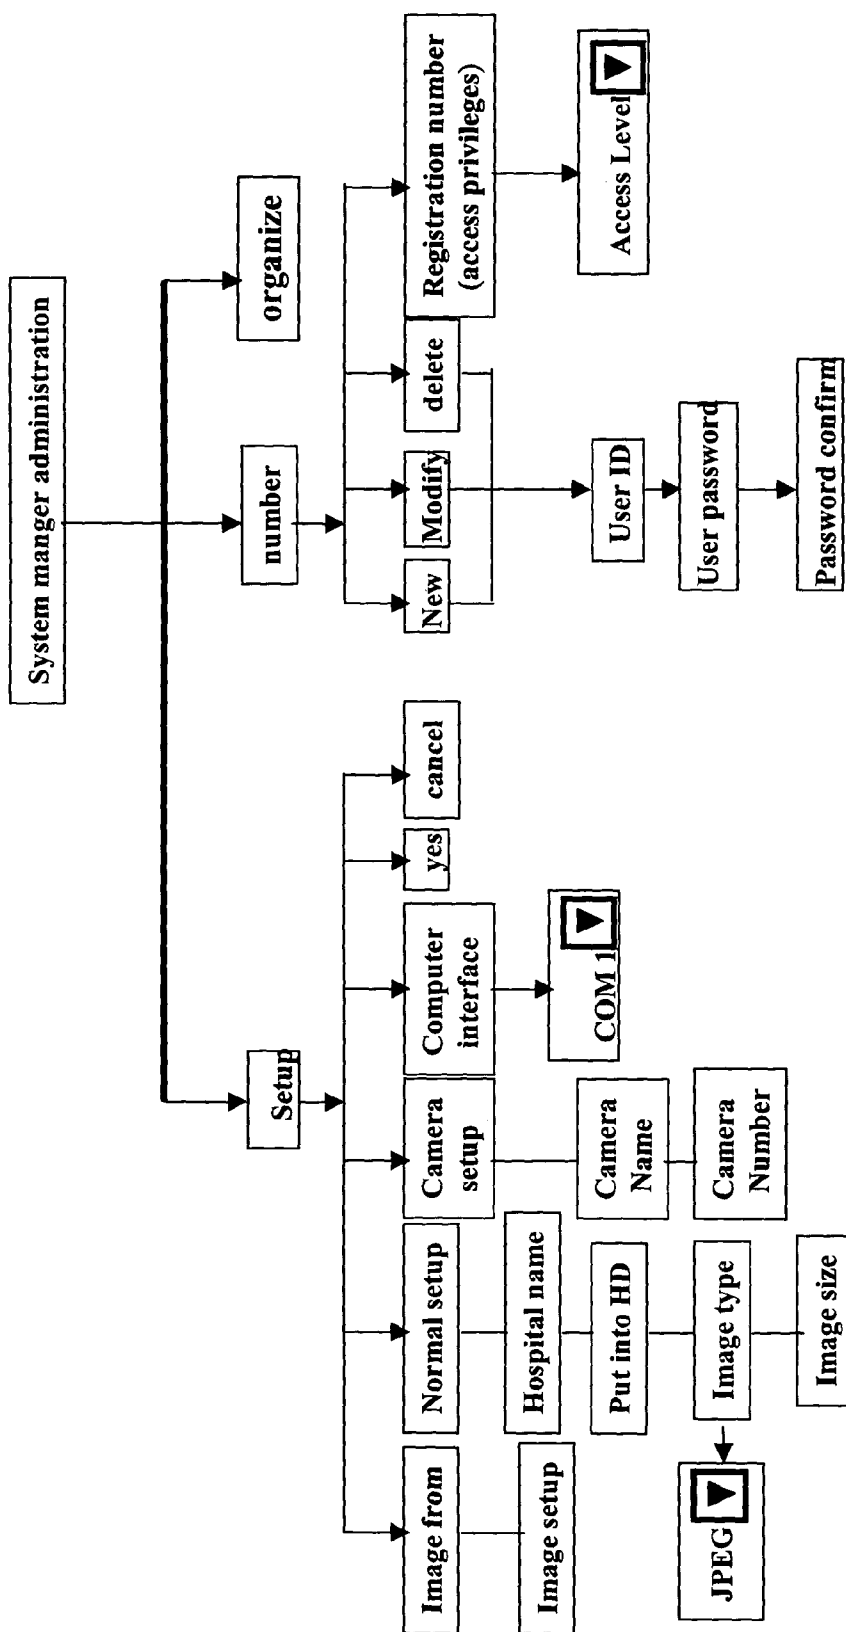 System manger administration
Setup
number
organize
Image from
Normal setup
Camera
setup
Computer
interface
yes
cancel
New
Modify
delete
Registration number
(access privileges)
Image setup
Hospital name
Camera
Name
COM 1
User ID
Access Level
Put into HD
Camera
Number
User password
JPEG
Image type
Password confirm
Image size